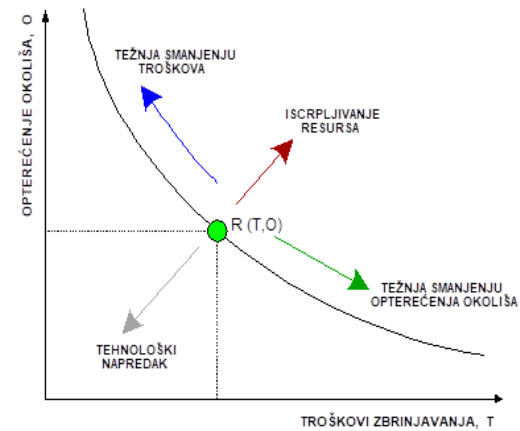 OPTEREĆENJE OKOLIŠA, O
TEŽNJA SMANJENJU
TROŠKOVA
ISCRPLJIVANJE
RESURSA
R (T,O)
TEŽNJA SMANJENJU
OPTEREĆENJA OKOLIŠA
TEHNOLOŠKI
NAPREDAK
TROŠKOVI ZBRINJAVANJA, T